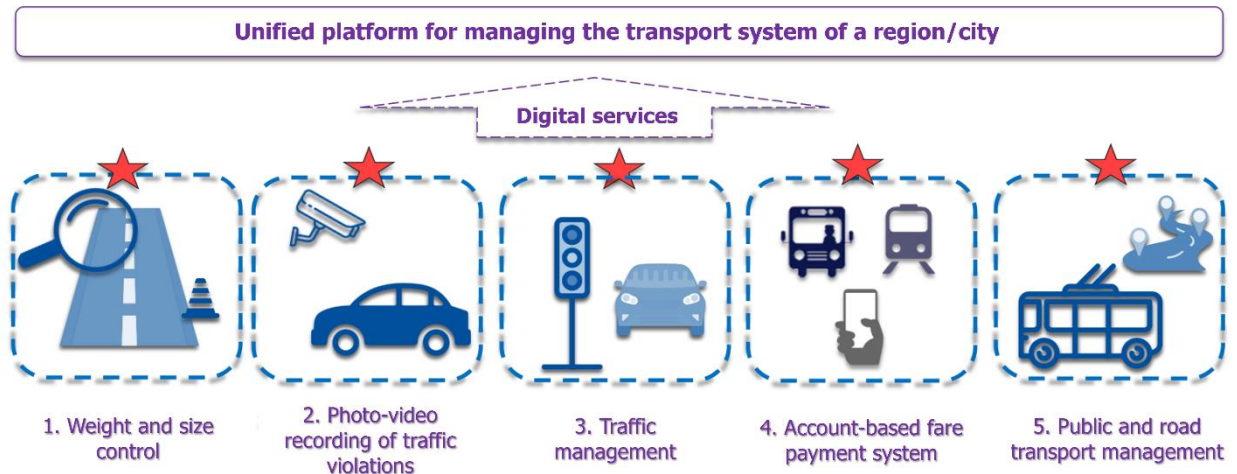 Unified platform for managing the transport system of a region/city
Digital services
1. Weight and size
control
2. Photo-video
recording of traffic
violations
3. Traffic
management
4. Account-based fare
payment system
5. Public and road
transport management